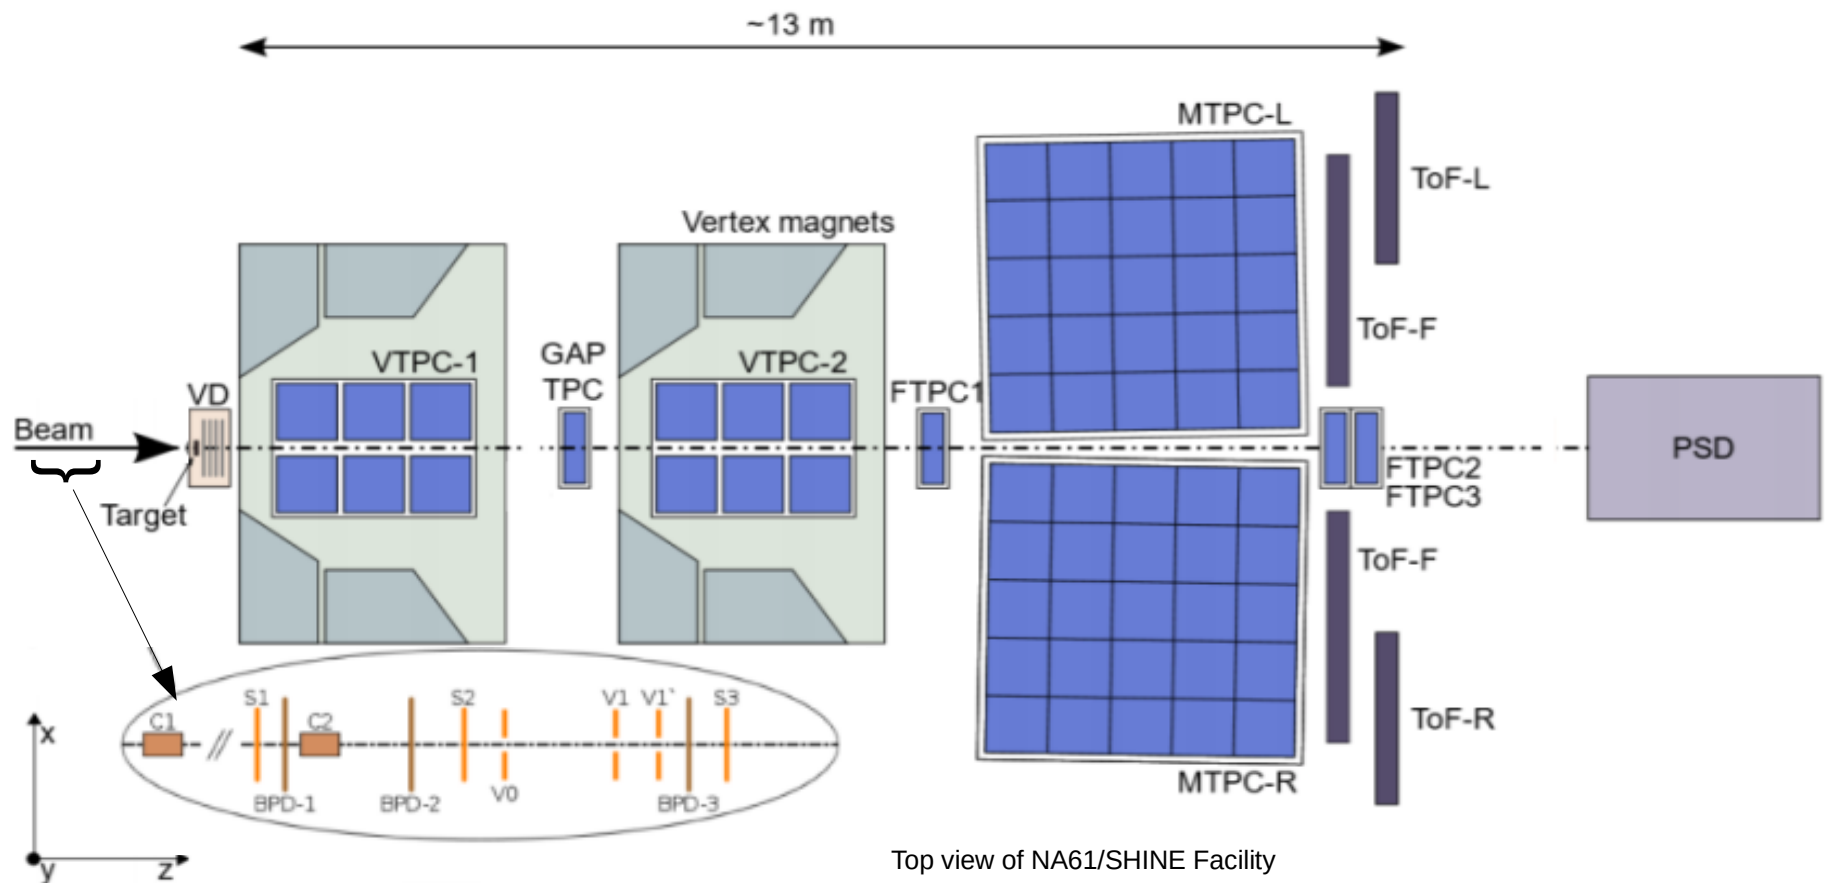 ~13 m
MTPC-L
ToF-L
Vertex magnets
ToF-F
VTPC-1
GAP
TPC
VTPC-2
FTPC1
VD
Beam
Target
PSD
FTPC2
FTPC3
ToF-F
ToF-R
MTPC-R
S1
S2
V1
V1`
S3
C1
C2
x
BPD-1
BPD-2
V0
BPD-3
y
z
Top view of NA61/SHINE Facility